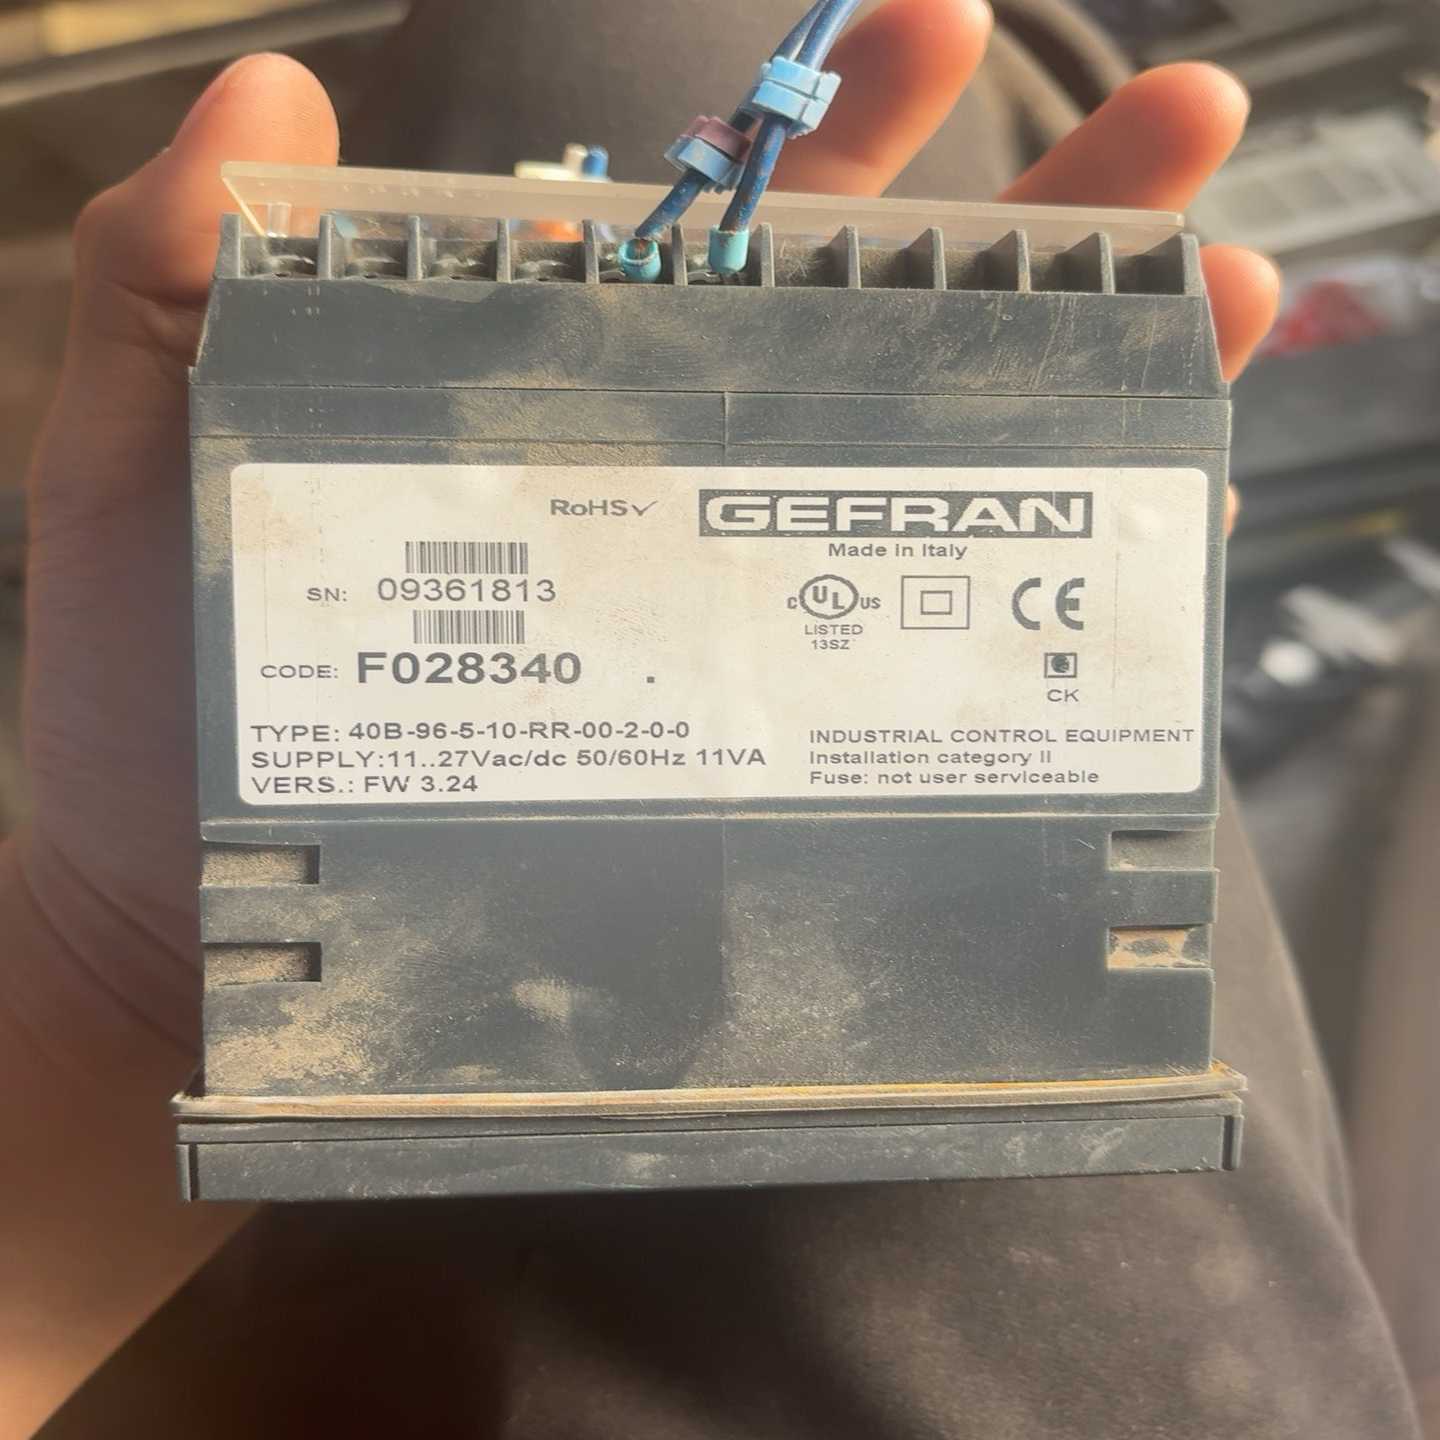 RoHS✓ GEFRAN
Made in Italy
SN: 09361813
CODE: F028340 .
C UL US
LISTED
13SZ
CE
CK
TYPE: 40B-96-5-10-RR-00-2-0-0
SUPPLY:11..27Vac/dc 50/60Hz 11VA
VERS.: FW 3.24
INDUSTRIAL CONTROL EQUIPMENT
Installation category II
Fuse: not user serviceable